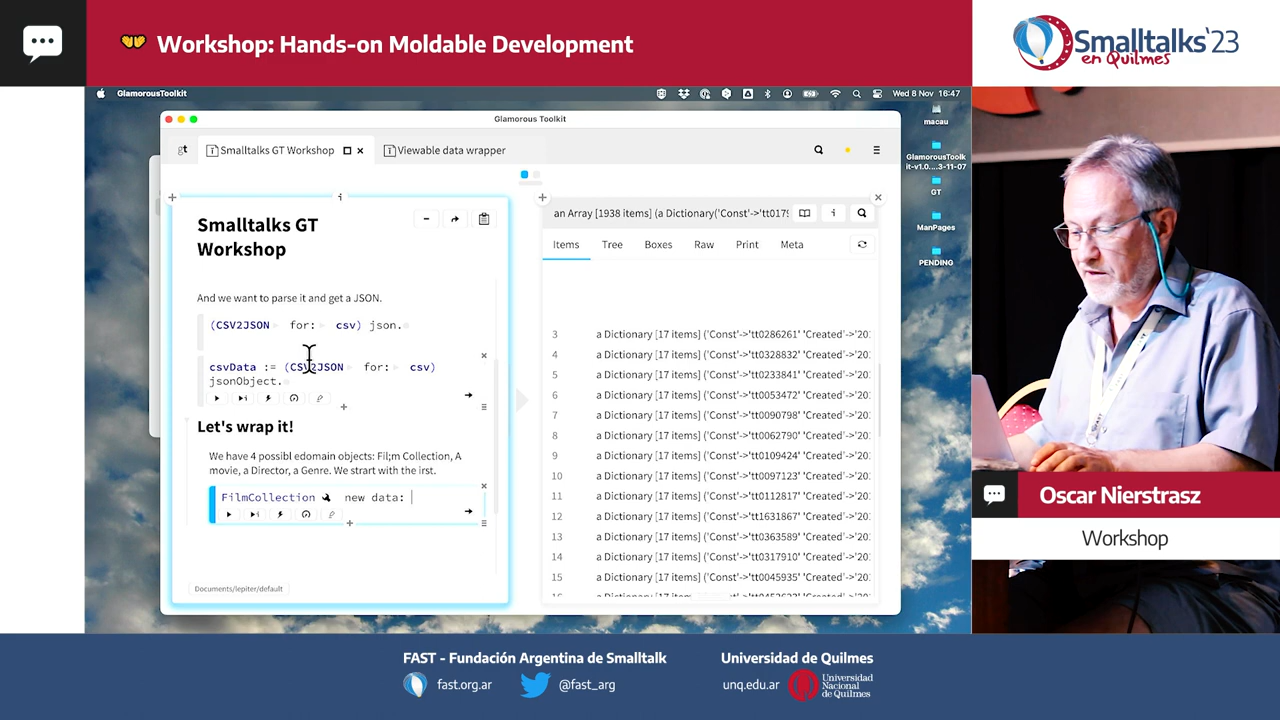 Workshop: Hands-on Moldable Development
Smalltalks'23
en Quilmes
GlamorousToolkit
Wed 8 Nov 16:47
Glamorous Toolkit
gt
Smalltalks GT Workshop
Viewable data wrapper
macau
GlamorousToolk
it-v1.0....3-11-07
GT
ManPages
PENDING
Smalltalks GT
Workshop
And we want to parse it and get a JSON.
(CSV2JSON for: csv) json.
csvData := (CSV2JSON for: csv)
jsonObject.
Let's wrap it!
We have 4 possibl edomain objects: Fil;m Collection, A
movie, a Director, a Genre. We strart with the irst.
FilmCollection new data:
Documents/lepiter/default
an Array [1938 items] (a Dictionary('Const'->'tt0179
Items Tree Boxes Raw Print Meta
3 a Dictionary [17 items] ('Const'->'tt0286261' 'Created'->'20
4 a Dictionary [17 items] ('Const'->'tt0328832' 'Created'->'20
5 a Dictionary [17 items] ('Const'->'tt0233841' 'Created'->'20
6 a Dictionary [17 items] ('Const'->'tt0053472' 'Created'->'20
7 a Dictionary [17 items] ('Const'->'tt0090798' 'Created'->'20
8 a Dictionary [17 items] ('Const'->'tt0062790' 'Created'->'20
9 a Dictionary [17 items] ('Const'->'tt0109424' 'Created'->'20
10 a Dictionary [17 items] ('Const'->'tt0097123' 'Created'->'20
11 a Dictionary [17 items] ('Const'->'tt0112817' 'Created'->'20
12 a Dictionary [17 items] ('Const'->'tt1631867' 'Created'->'20
13 a Dictionary [17 items] ('Const'->'tt0363589' 'Created'->'20
14 a Dictionary [17 items] ('Const'->'tt0317910' 'Created'->'20
15 a Dictionary [17 items] ('Const'->'tt0045935' 'Created'->'20
Oscar Nierstrasz
Workshop
FAST - Fundación Argentina de Smalltalk
fast.org.ar
@fast_arg
Universidad de Quilmes
unq.edu.ar
Universidad
Nacional
de Quilmes